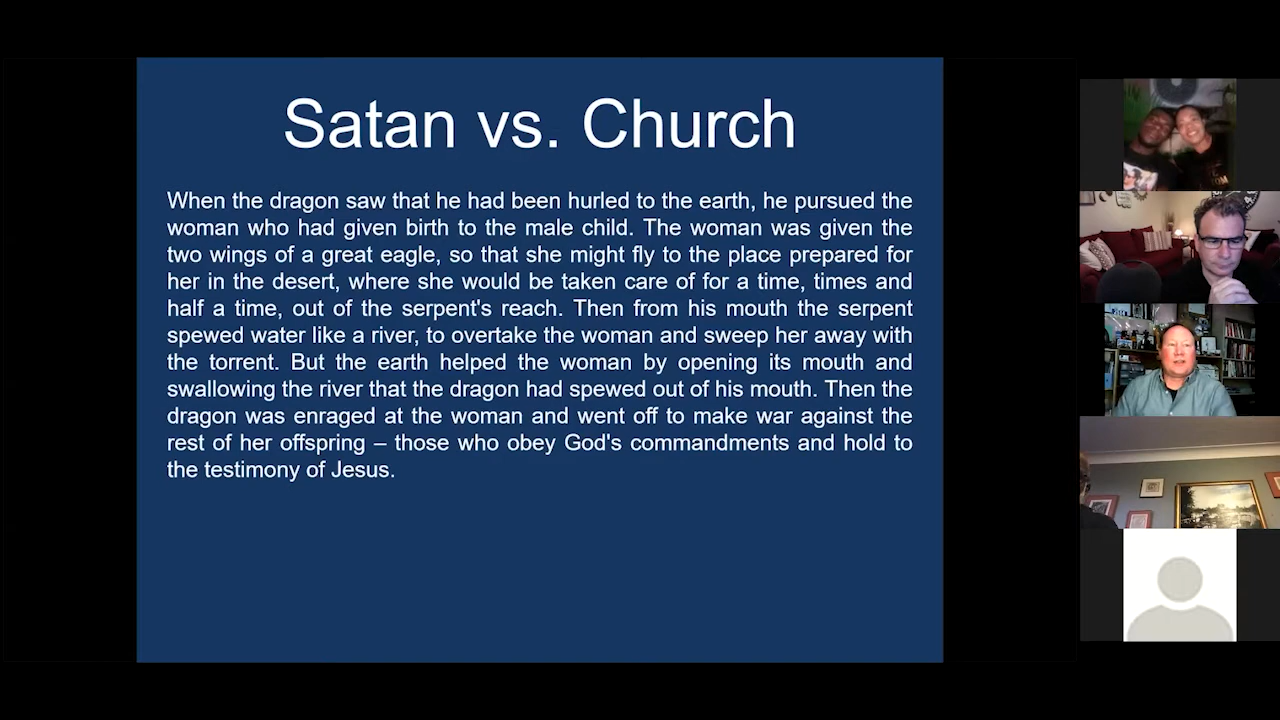 Satan vs. Church
When the dragon saw that he had been hurled to the earth, he pursued the
woman who had given birth to the male child. The woman was given the
two wings of a great eagle, so that she might fly to the place prepared for
her in the desert, where she would be taken care of for a time, times and
half a time, out of the serpent's reach. Then from his mouth the serpent
spewed water like a river, to overtake the woman and sweep her away with
the torrent. But the earth helped the woman by opening its mouth and
swallowing the river that the dragon had spewed out of his mouth. Then the
dragon was enraged at the woman and went off to make war against the
rest of her offspring – those who obey God's commandments and hold to
the testimony of Jesus.